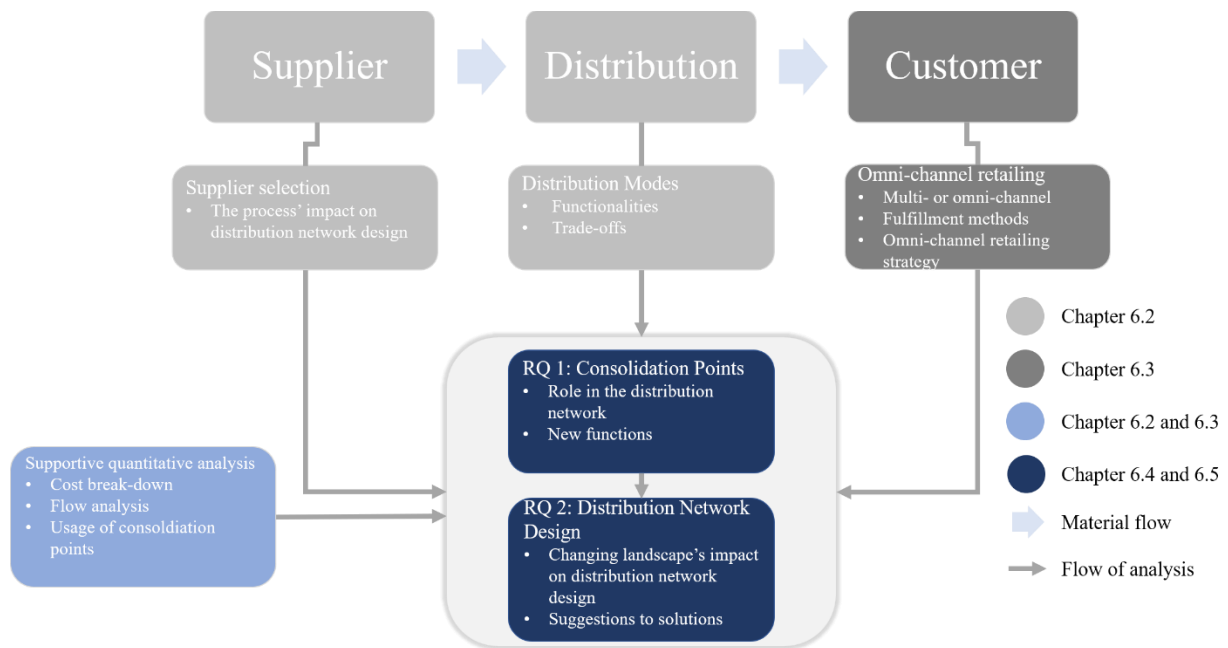 Supplier
Distribution
Customer
Supplier selection
• The process’ impact on
distribution network design
Distribution Modes
• Functionalities
• Trade-offs
Omni-channel retailing
• Multi- or omni-channel
• Fulfillment methods
• Omni-channel retailing
strategy
RQ 1: Consolidation Points
• Role in the distribution
network
• New functions
Supportive quantitative analysis
• Cost break-down
• Flow analysis
• Usage of consoldiation
points
RQ 2: Distribution Network
Design
• Changing landscape’s impact
on distribution network
design
• Suggestions to solutions
Chapter 6.2
Chapter 6.3
Chapter 6.2 and 6.3
Chapter 6.4 and 6.5
Material flow
Flow of analysis